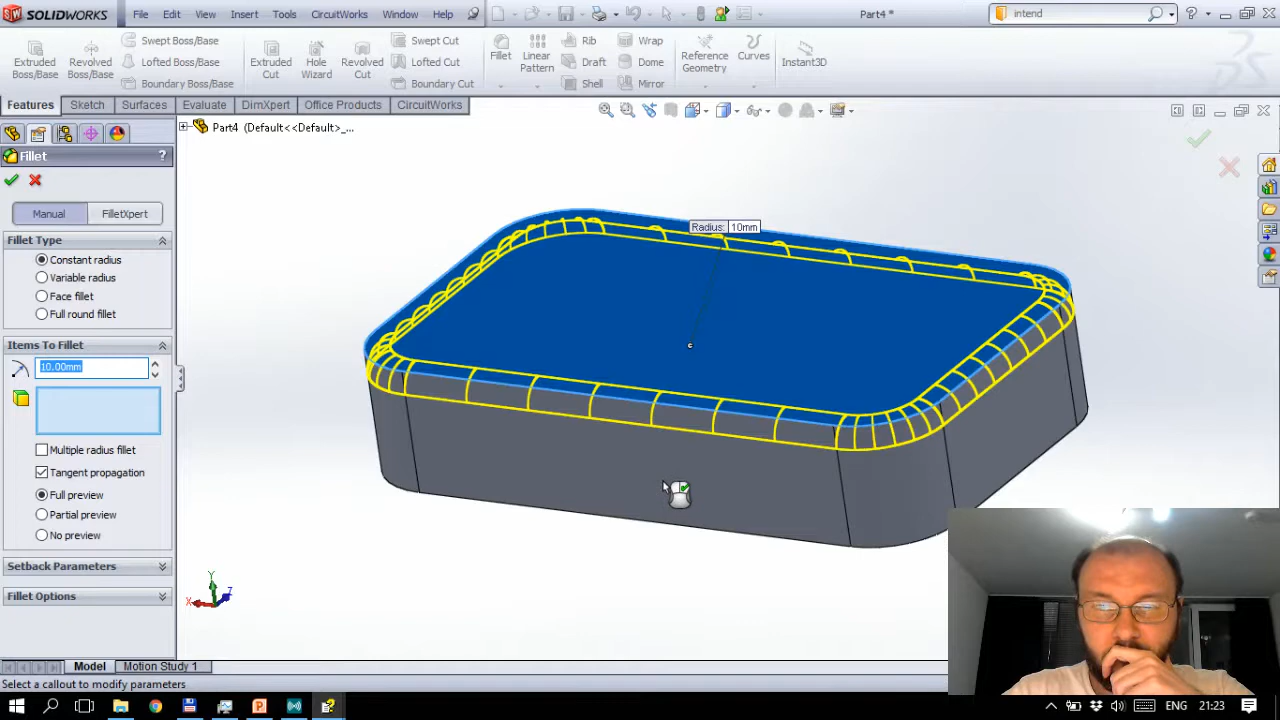 SOLIDWORKS
File Edit View Insert Tools CircuitWorks Window Help
Part4 *
intend
Extruded Boss/Base
Revolved Boss/Base
Swept Boss/Base
Lofted Boss/Base
Boundary Boss/Base
Extruded Cut
Hole Wizard
Revolved Cut
Swept Cut
Lofted Cut
Boundary Cut
Fillet
Linear Pattern
Rib
Draft
Shell
Wrap
Dome
Mirror
Reference Geometry
Curves
Instant3D
Features Sketch Surfaces Evaluate DimXpert Office Products CircuitWorks
Part4 (Default<<Default>_...
Fillet ?
Manual FilletXpert
Fillet Type
Constant radius
Variable radius
Face fillet
Full round fillet
Items To Fillet
10.00mm
Multiple radius fillet
Tangent propagation
Full preview
Partial preview
No preview
Setback Parameters
Fillet Options
Radius: 10mm
Y
X
Z
Model Motion Study 1
Select a callout to modify parameters
ENG 21:23